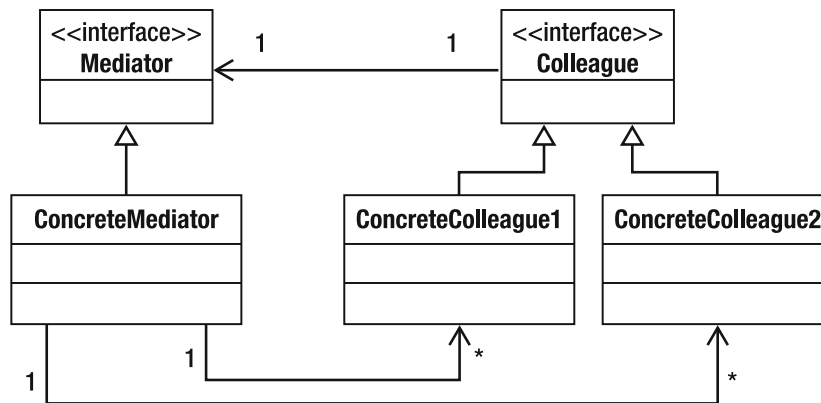 <<interface>>
Mediator
1
1
<<interface>>
Colleague
ConcreteMediator
ConcreteColleague1
ConcreteColleague2
1
*
1
*